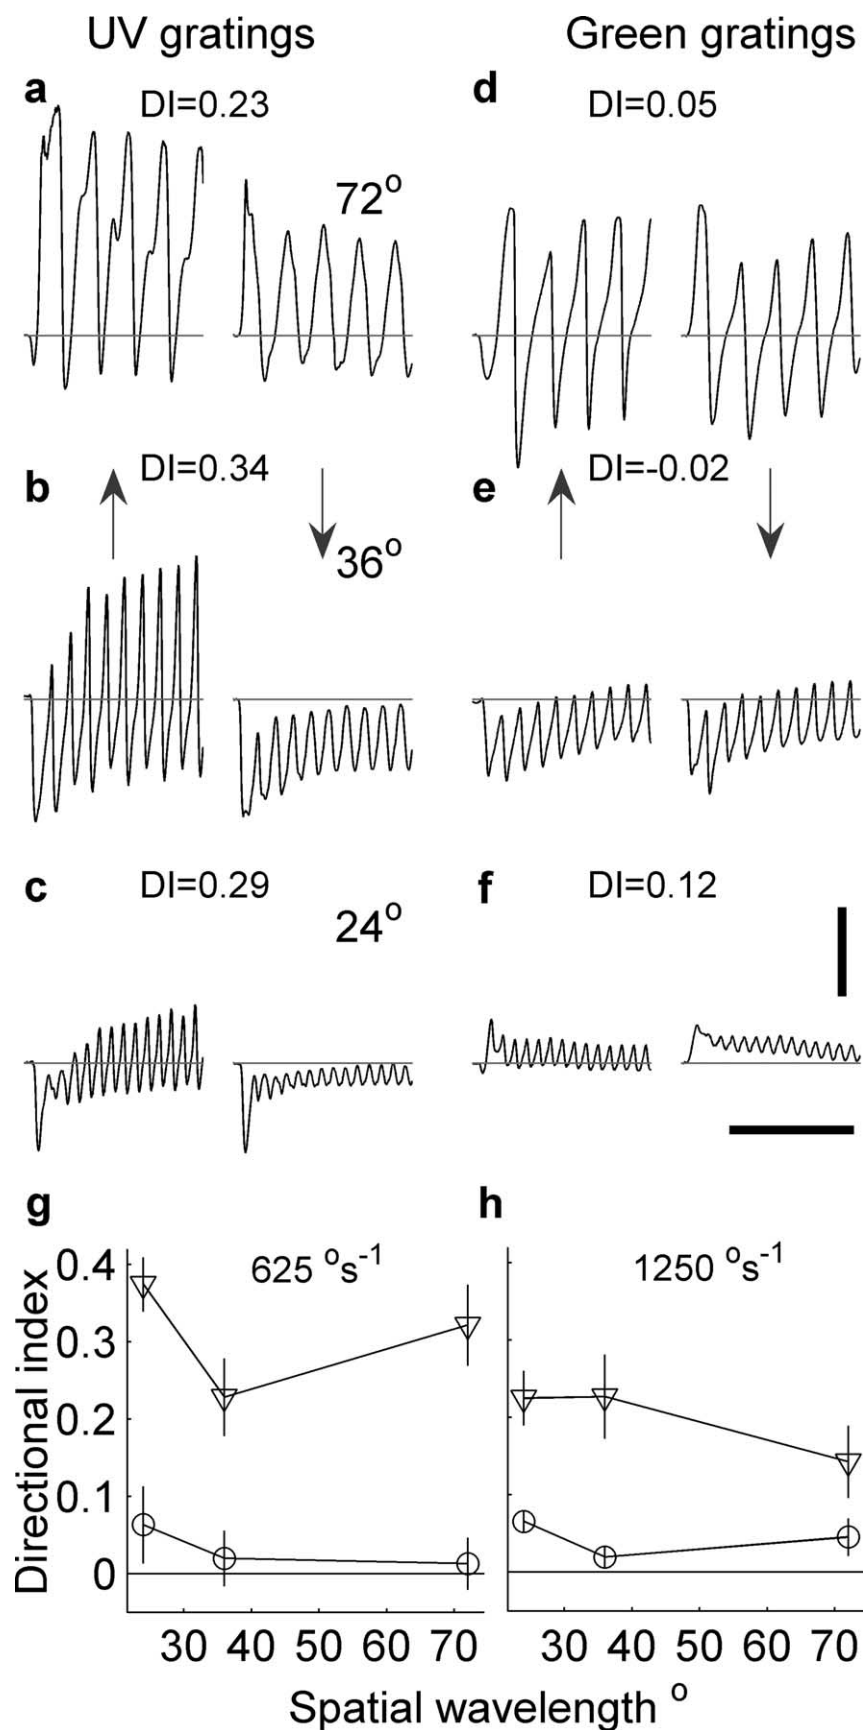 UV gratings Green gratings
a DI=0.23 d DI=0.05
72°
b DI=0.34 e DI=-0.02
36°
c DI=0.29 f DI=0.12
24°
g h
625 °s⁻¹ 1250 °s⁻¹
0.4
0.3
0.2
0.1
0
Directional index
30 40 50 60 70 30 40 50 60 70
Spatial wavelength °